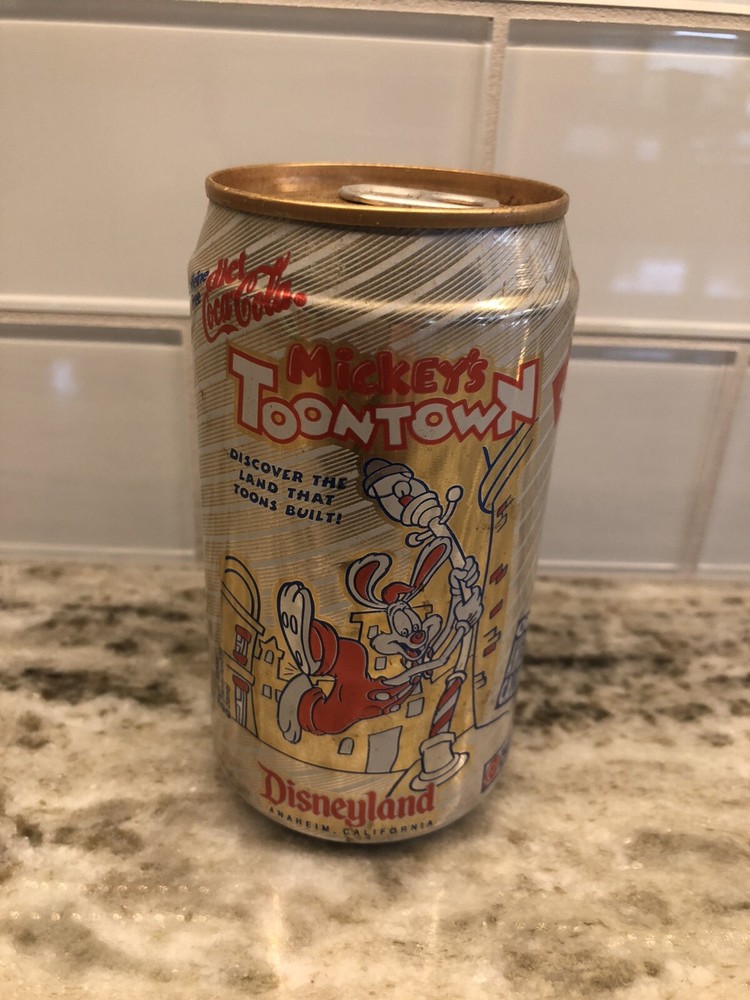 diet
Coca-Cola
MICKEY'S
TOONTOWN
DISCOVER THE
LAND THAT
TOONS BUILT!
Disneyland
ANAHEIM, CALIFORNIA